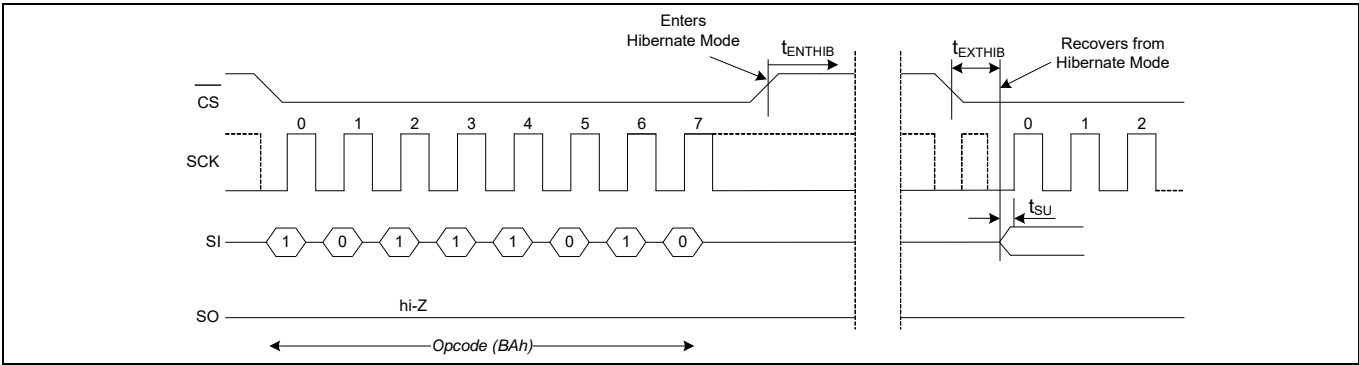 Enters
Hibernate Mode
tENTHIB
tEXTHIB
Recovers from
Hibernate Mode
CS
0 1 2 3 4 5 6 7 0 1 2
SCK
tSU
SI 1 0 1 1 1 0 1 0
hi-Z
SO
Opcode (BAh)